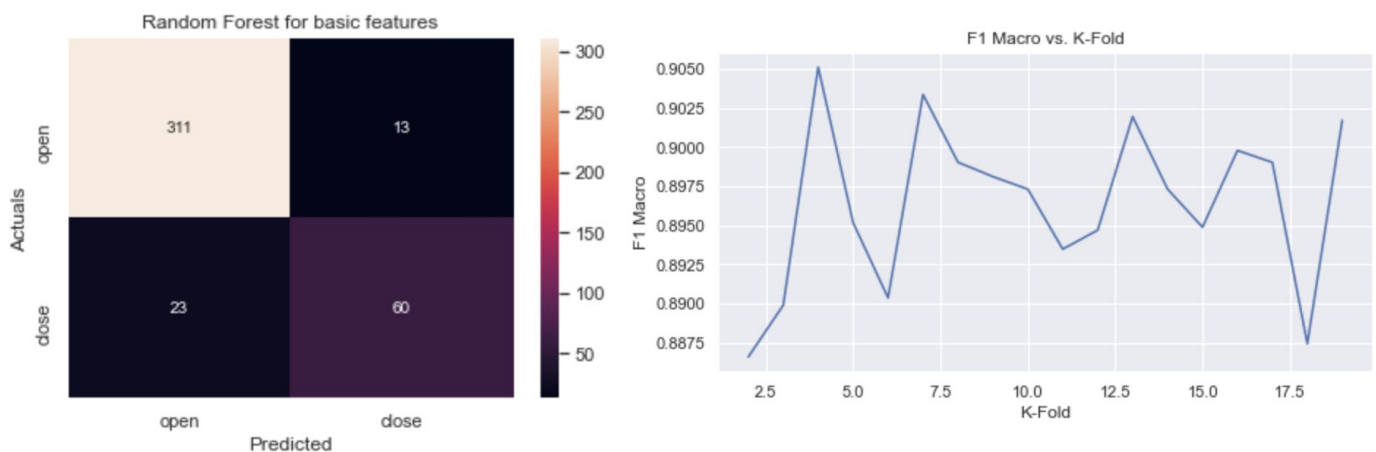 Random Forest for basic features
Actuals
open
close
311
13
23
60
open
close
Predicted
300
250
200
150
100
50
F1 Macro vs. K-Fold
F1 Macro
0.9050
0.9025
0.9000
0.8975
0.8950
0.8925
0.8900
0.8875
2.5
5.0
7.5
10.0
12.5
15.0
17.5
K-Fold